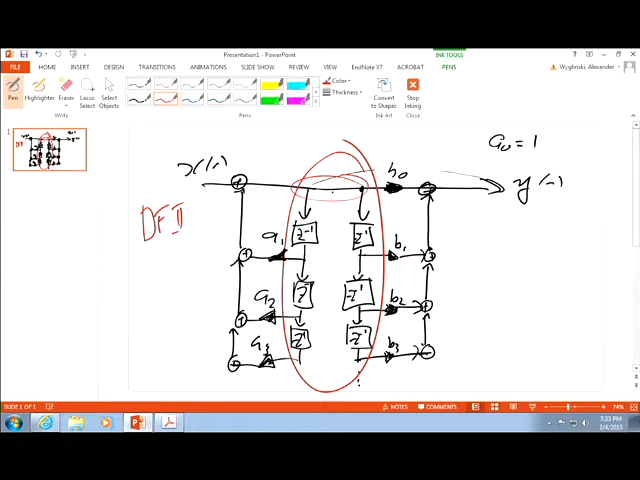 Presentation1 - PowerPoint
INK TOOLS
FILE HOME INSERT DESIGN TRANSITIONS ANIMATIONS SLIDE SHOW REVIEW VIEW EndNote X7 ACROBAT PENS
Wyglinski, Alexander
Pen Highlighter Eraser Lasso Select Select Objects
Color
Thickness
Convert to Shapes
Stop Inking
Write Pens Ink Art Close
1
a₀ = 1
x(n) + b₀ + y(n)
DF II
z⁻¹ z⁻¹
a₁ b₁
+ +
z⁻¹ z⁻¹
a₂ b₂
+ +
z⁻¹ z⁻¹
a₃ b₃
+ +
SLIDE 1 OF 1 NOTES COMMENTS 74%
7:33 PM
2/4/2015